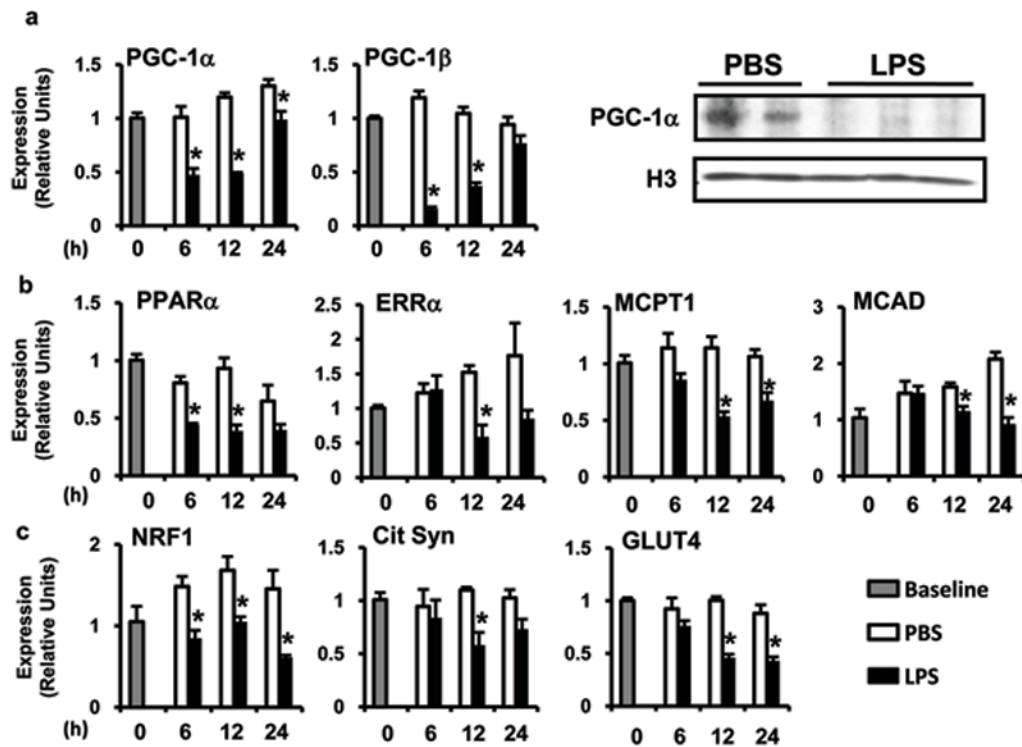 a
PGC-1α PGC-1β
Expression
(Relative Units)
1.5 1.5
1 1
0.5 0.5
0 0
* * * * *
(h) 0 6 12 24 0 6 12 24
PBS LPS
PGC-1α
H3
b
PPARα ERRα MCPT1 MCAD
Expression
(Relative Units)
1.5 2.5 1.5 3
1 2 1 2
0.5 1.5 0.5 1
0 1 0 0
0.5
0
* * * * * * *
(h) 0 6 12 24 0 6 12 24 0 6 12 24 0 6 12 24
c
NRF1 Cit Syn GLUT4
Expression
(Relative Units)
2 1.5 1.5
1 1 1
0 0.5 0.5
0 0
* * * * * *
(h) 0 6 12 24 0 6 12 24 0 6 12 24
Baseline
PBS
LPS